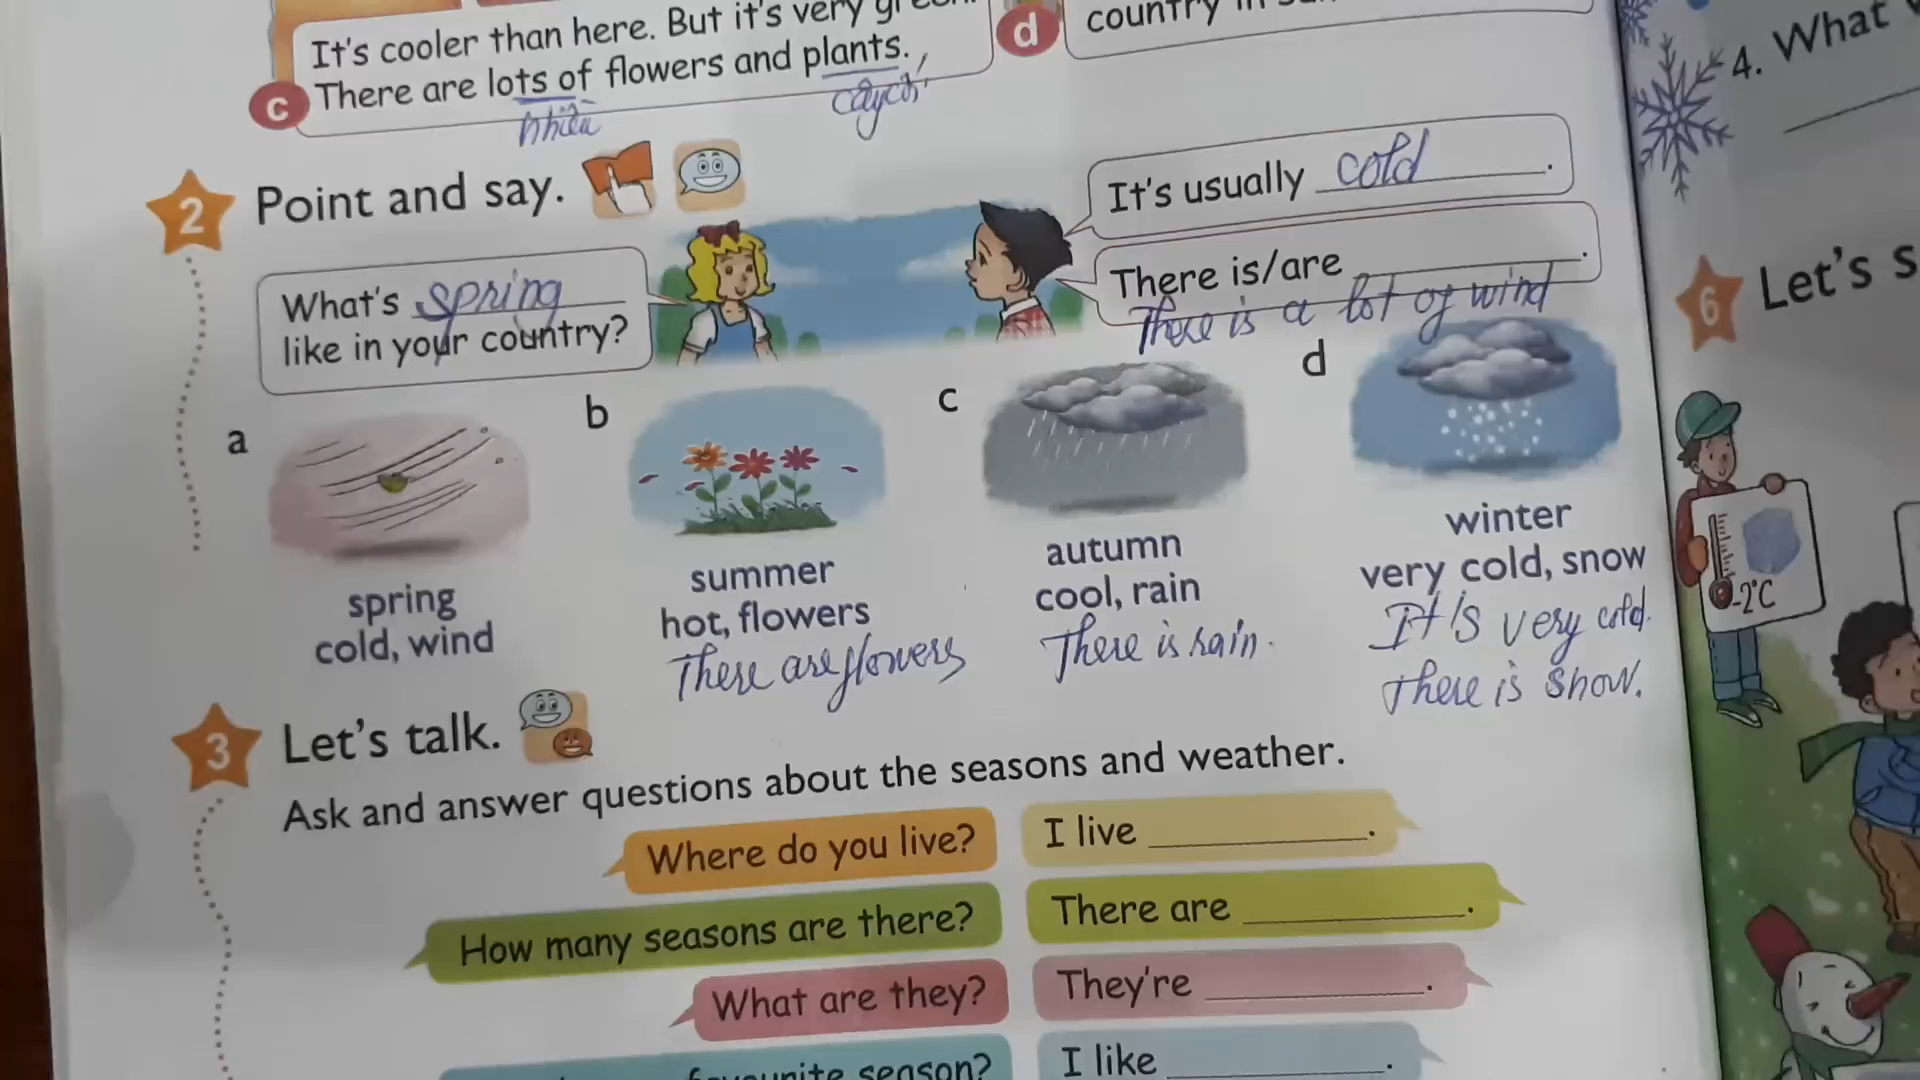 It's cooler than here. But it's very green.
c There are lots of flowers and plants.
nhiều
d
country in
2 Point and say.
What's spring
like in your country?
It's usually cold .
There is/are .
There is a lot of wind
a
spring
cold, wind
b
summer
hot, flowers
There are flowers
c
autumn
cool, rain
There is rain.
d
winter
very cold, snow
It is very cold.
There is snow.
3 Let's talk.
Ask and answer questions about the seasons and weather.
Where do you live?
I live .
How many seasons are there?
There are .
What are they?
They're .
favourite season?
I like .
4. What
6 Let's s
-2°C